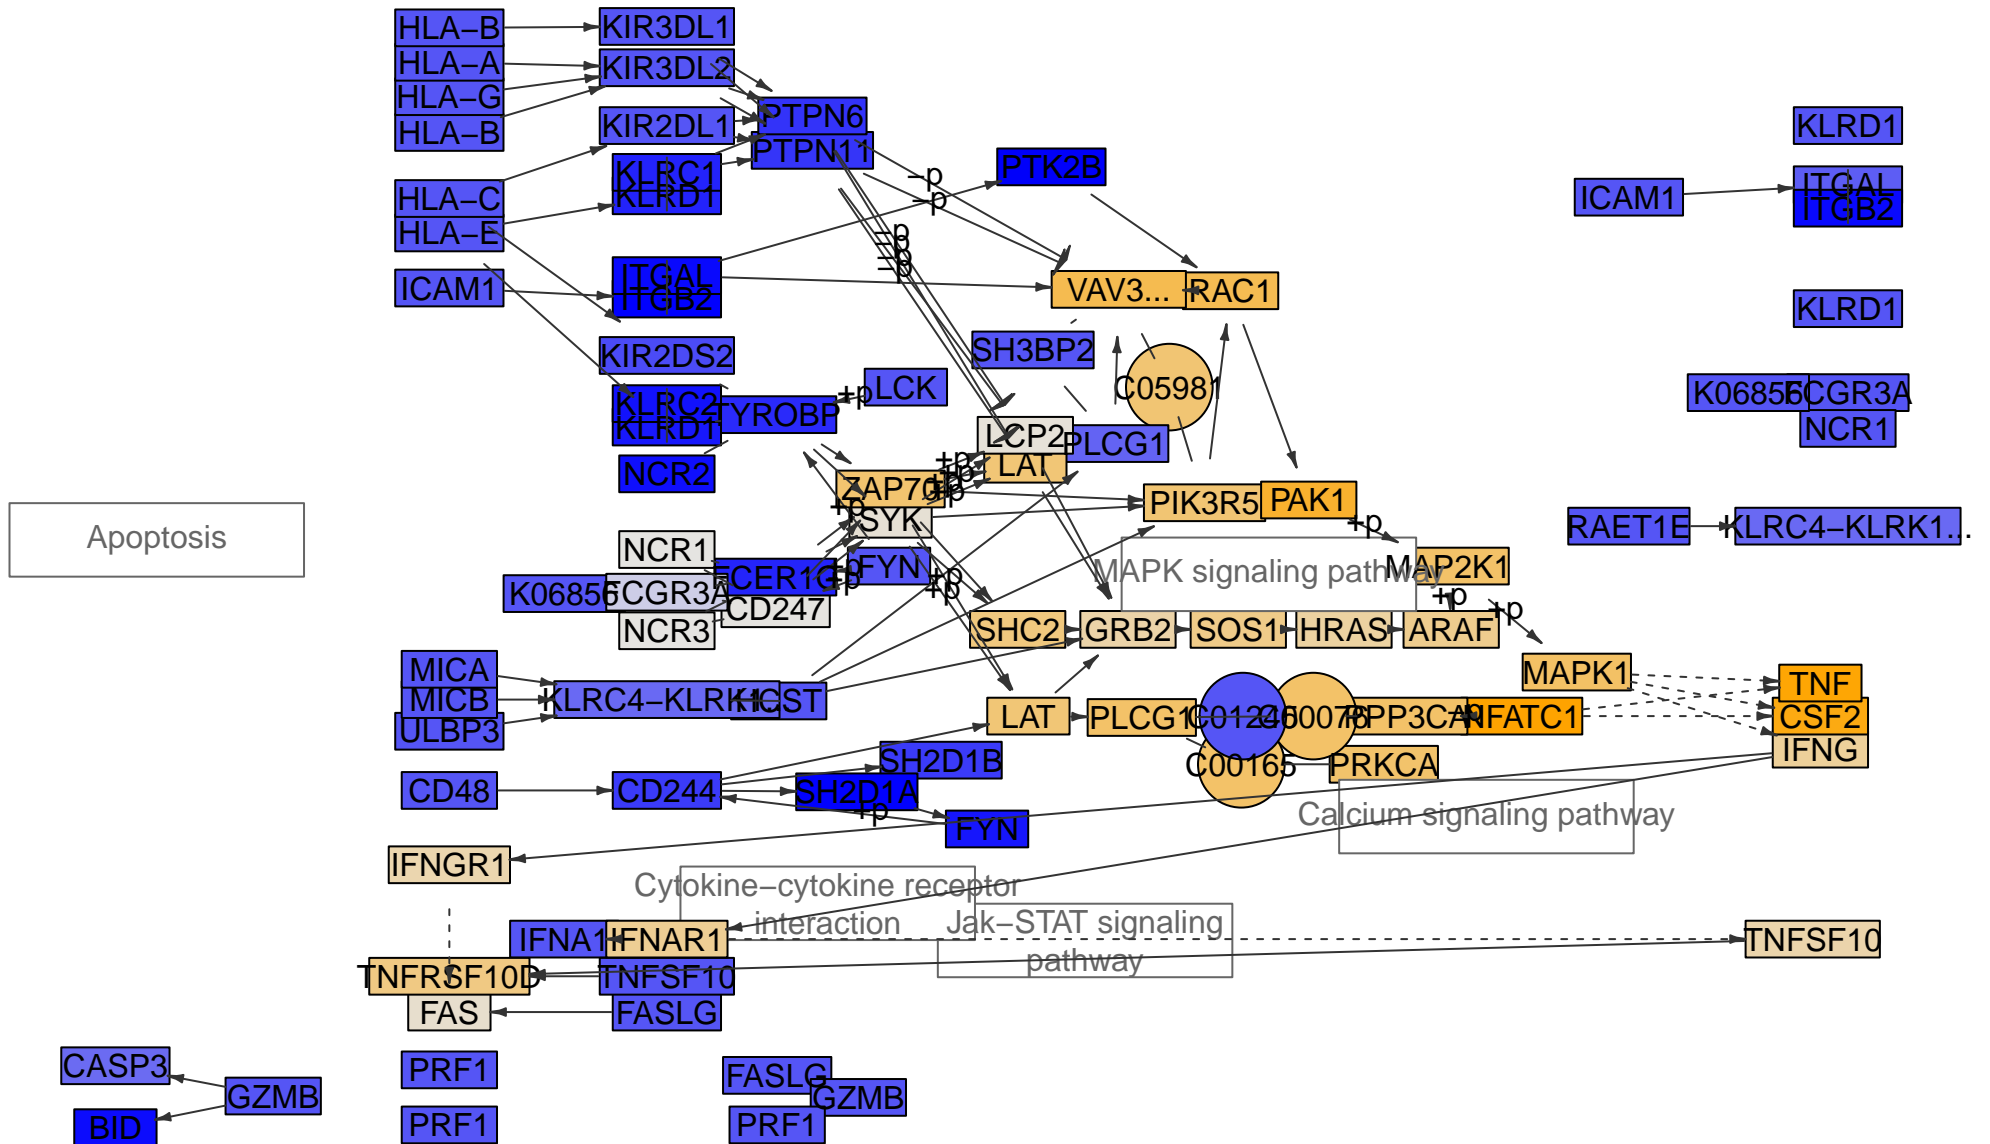 HLA−B
KIR3DL1
HLA−A
KIR3DL2
HLA−G
PTPN6
HLA−B
KIR2DL1
KLRD1
PTPN11
KLRC1
PTK2B
−p
ITGAL
HLA−C
KLRD1
−p
ICAM1
ITGB2
HLA−E
−p
−p
−p
−p
ITGAL
ICAM1
ITGB2
VAV3...
RAC1
KLRD1
KIR2DS2
SH3BP2
LCK
+p
C05981
K06856
FCGR3A
KLRC2
TYROBP
KLRD1
LCP2
PLCG1
NCR1
NCR2
+p
+p
+p
+p
LAT
ZAP70
+p
SYK
PIK3R5
PAK1
+p
RAET1E
KLRC4−KLRK1...
Apoptosis
NCR1
FCER1G
+p
+p
FYN
+p
+p
MAPK signaling pathway
MAP2K1
K06856
FCGR3A
CD247
+p
+p
NCR3
SHC2
GRB2
SOS1
HRAS
ARAF
MICA
MAPK1
TNF
MICB
KLRC4−KLRK1...
HCST
ULBP3
LAT
PLCG1
C01245
C00076
PPP3CA
−p
NFATC1
CSF2
IFNG
SH2D1B
C00165
PRKCA
CD48
CD244
SH2D1A
+p
FYN
Calcium signaling pathway
IFNGR1
Cytokine−cytokine receptor
interaction
IFNA1
IFNAR1
Jak−STAT signaling
pathway
TNFSF10
TNFRSF10D
TNFSF10
FAS
FASLG
CASP3
PRF1
FASLG
GZMB
GZMB
BID
PRF1
PRF1